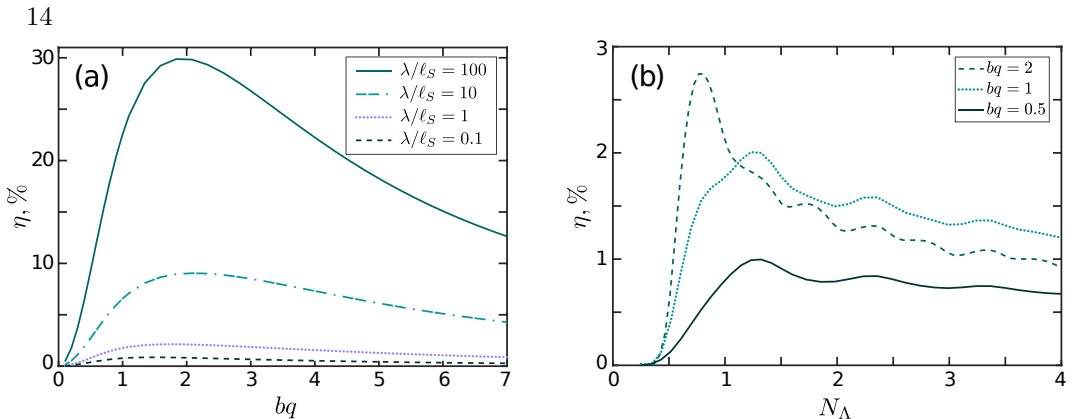 14
(a)
λ/ℓ_S = 100
λ/ℓ_S = 10
λ/ℓ_S = 1
λ/ℓ_S = 0.1
30
20
10
0
η, %
0 1 2 3 4 5 6 7
bq
(b)
bq = 2
bq = 1
bq = 0.5
3
2
1
0
η, %
0 1 2 3 4
N_Λ